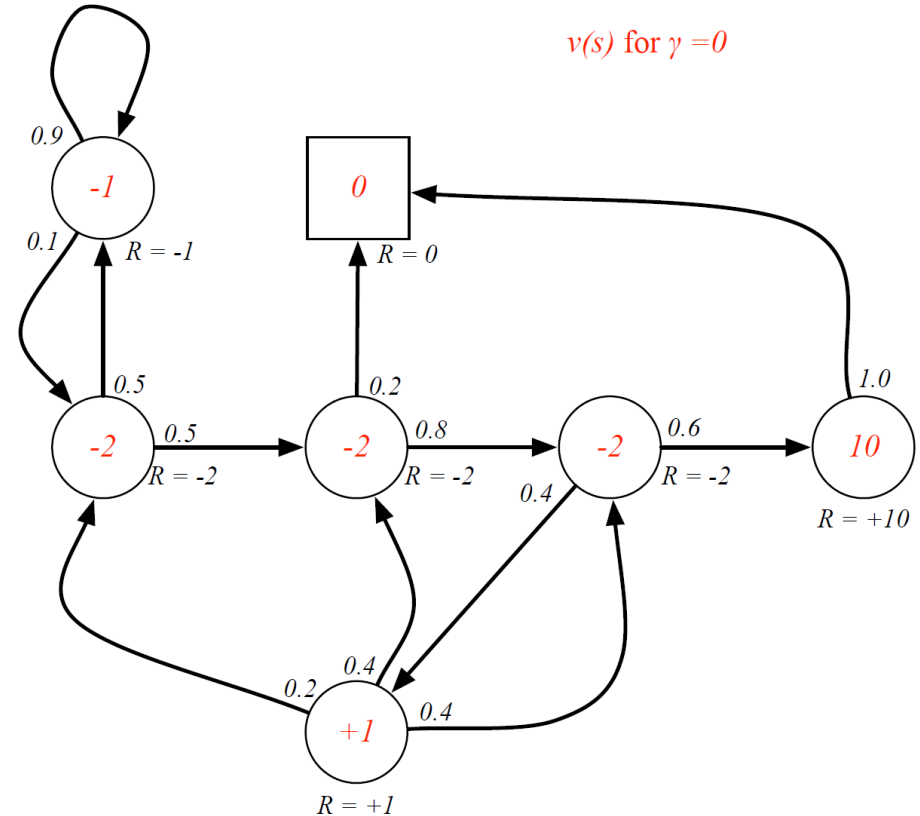 v(s) for γ =0
0.9
-1
0
0.1
R = -1
R = 0
0.5
0.2
1.0
-2
0.5
-2
0.8
-2
0.6
10
R = -2
R = -2
R = -2
0.4
R = +10
0.4
0.2
0.4
+1
R = +1